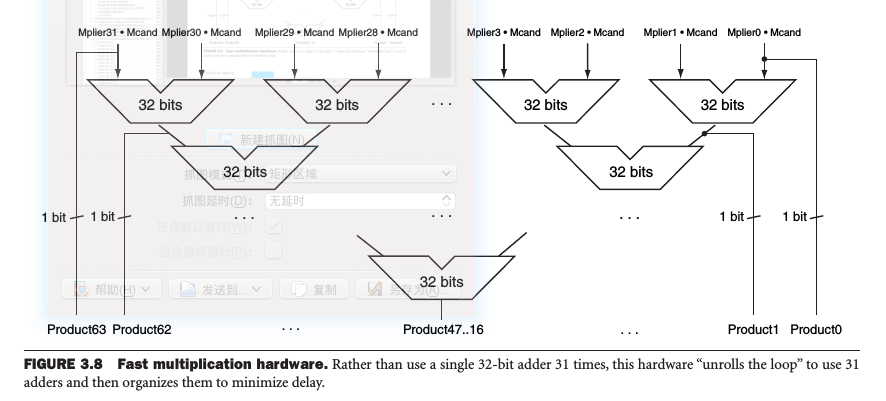 Mplier31 • Mcand Mplier30 • Mcand Mplier29 • Mcand Mplier28 • Mcand Mplier3 • Mcand Mplier2 • Mcand Mplier1 • Mcand Mplier0 • Mcand
32 bits 32 bits . . . 32 bits 32 bits
新建抓图(N)
32 bits 32 bits
抓图模式 矩形区域
抓图延时(D): 无延时
1 bit 1 bit . . . . . . . . . 1 bit 1 bit
包含窗口装饰(W):
包含鼠标指针(P):
32 bits
帮助(H) 发送到... 复制 另存为(A)...
Product63 Product62 . . . Product47..16 . . . Product1 Product0
FIGURE 3.8 Fast multiplication hardware. Rather than use a single 32-bit adder 31 times, this hardware “unrolls the loop” to use 31
adders and then organizes them to minimize delay.